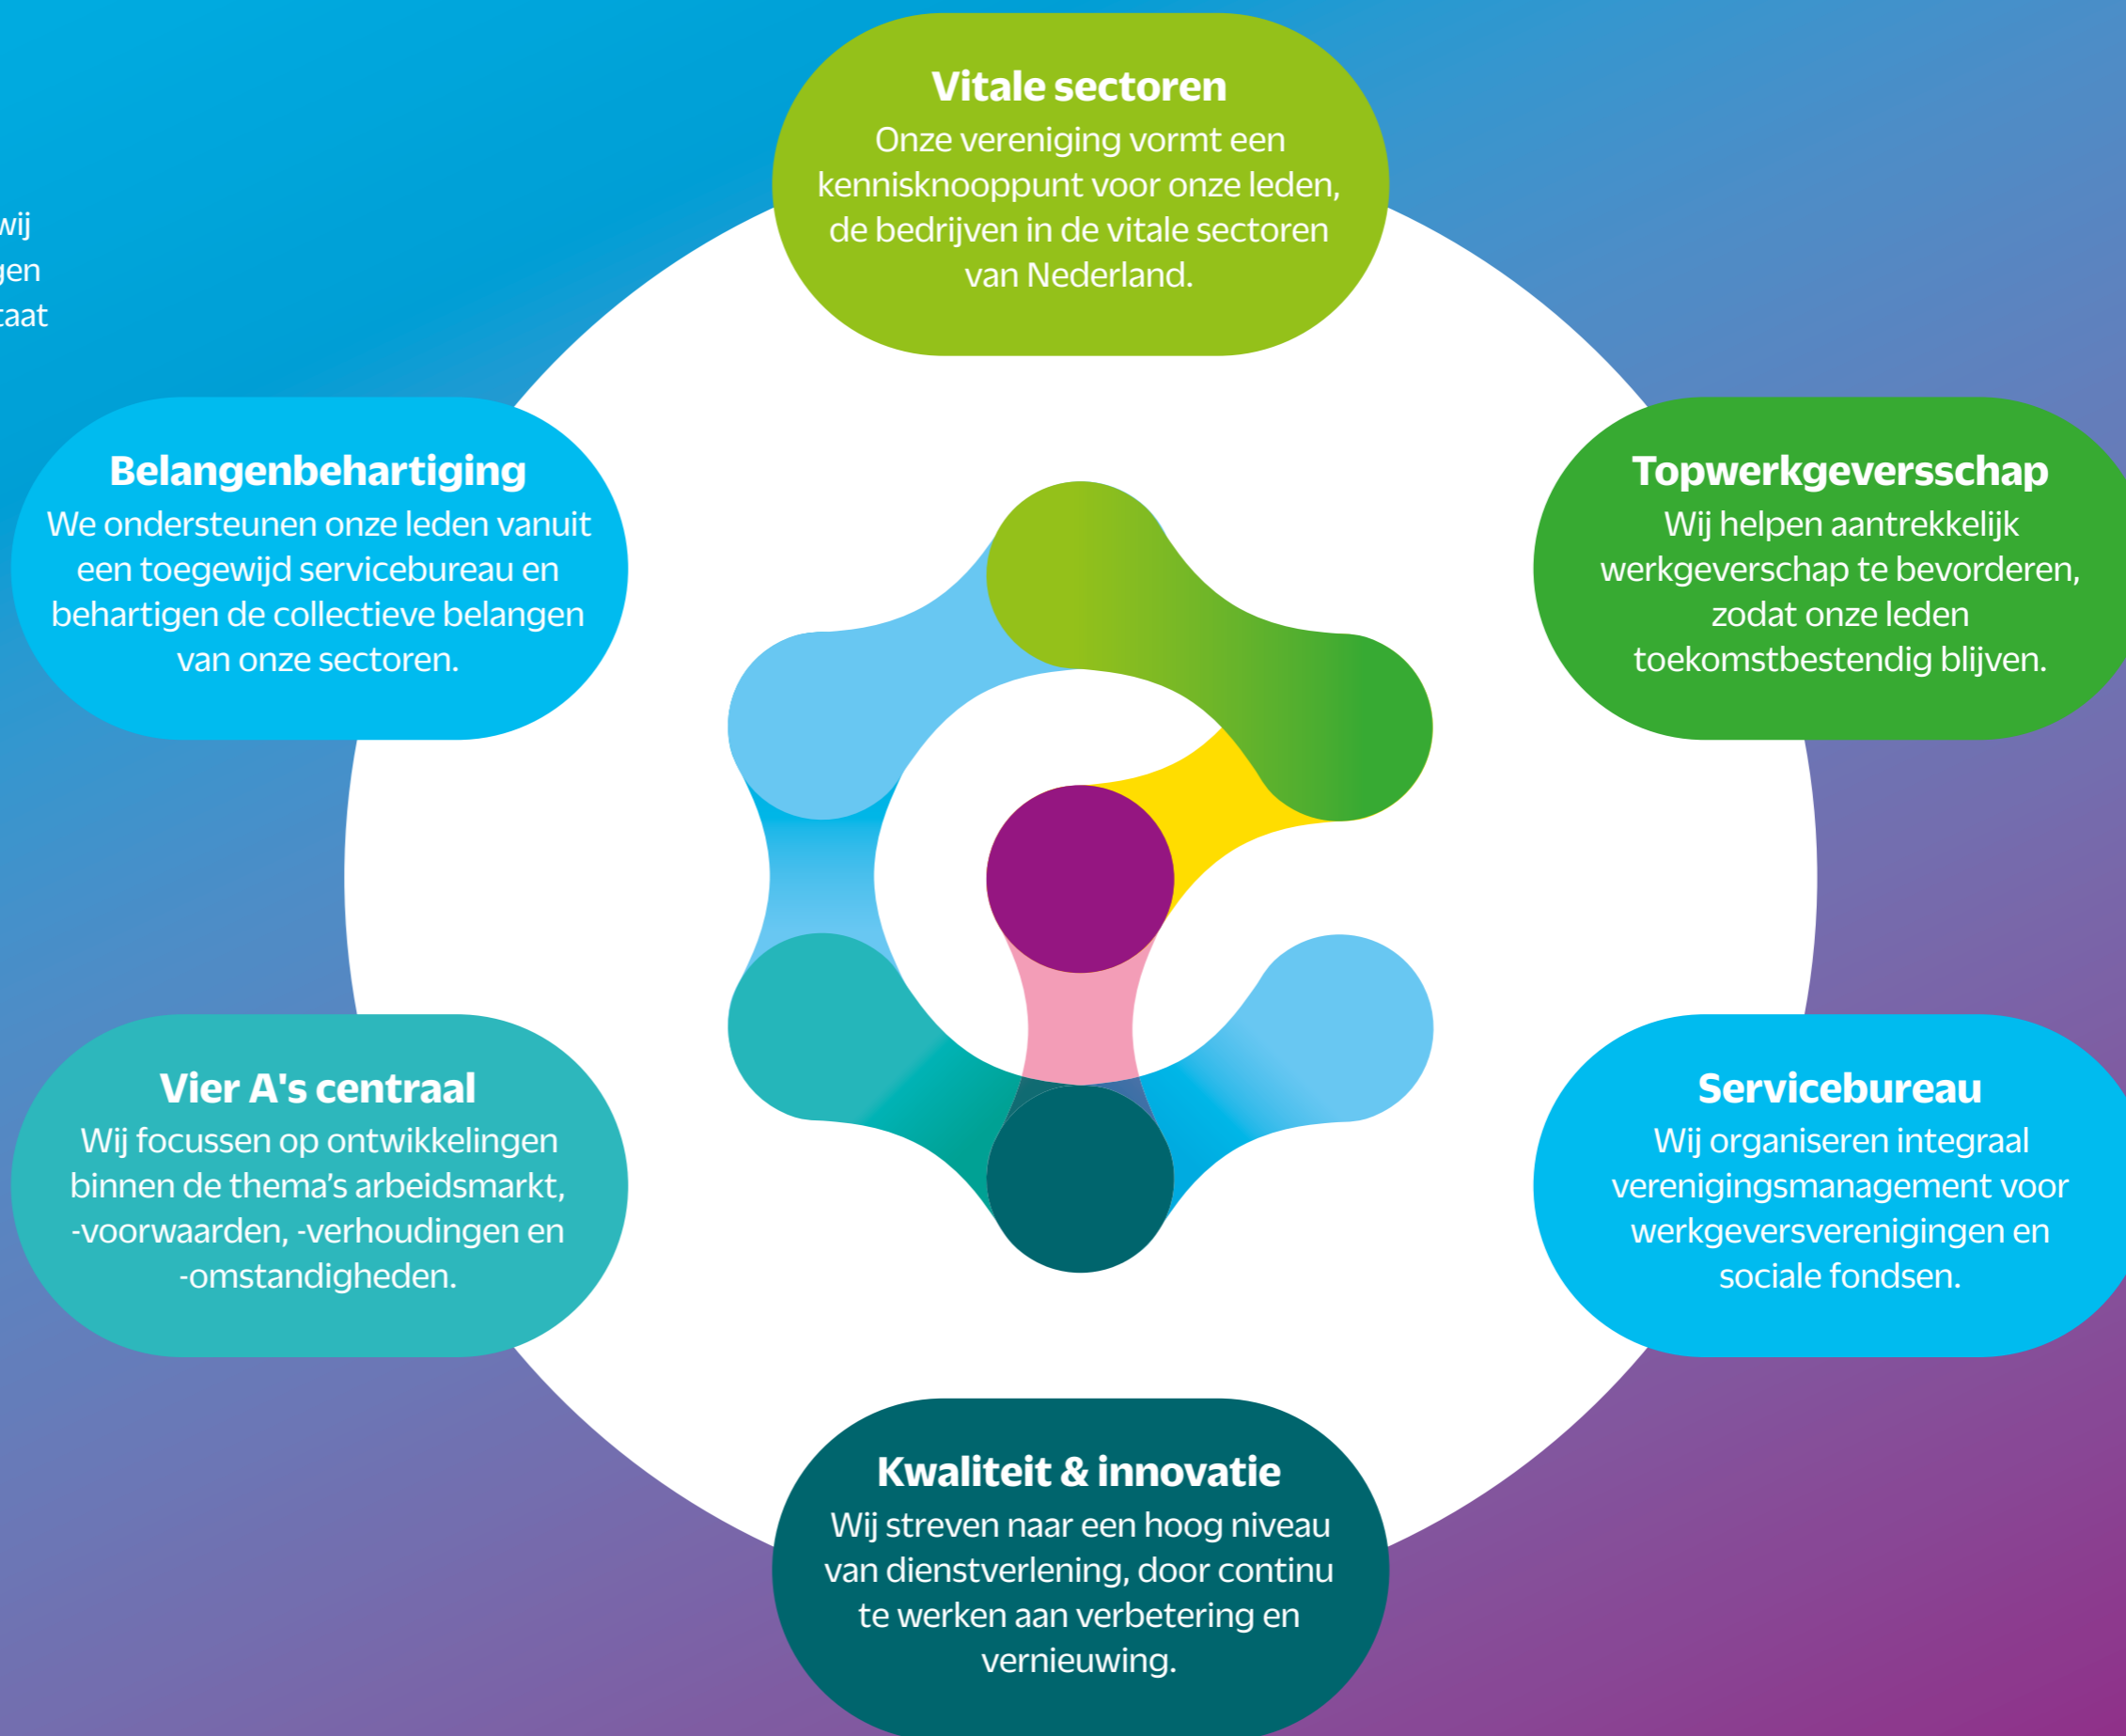 Vitale sectoren
Onze vereniging vormt een
kennisknooppunt voor onze leden,
de bedrijven in de vitale sectoren
van Nederland.
wij
taat
Belangenbehartiging
We ondersteunen onze leden vanuit
een toegewijd servicebureau en
behartigen de collectieve belangen
van onze sectoren.
Topwerkgeversschap
Wij helpen aantrekkelijk
werkgeverschap te bevorderen,
zodat onze leden
toekomstbestendig blijven.
Vier A's centraal
Wij focussen op ontwikkelingen
binnen de thema's arbeidsmarkt,
-voorwaarden, -verhoudingen en
-omstandigheden.
Servicebureau
Wij organiseren integraal
verenigingsmanagement voor
werkgeversverenigingen en
sociale fondsen.
Kwaliteit & innovatie
Wij streven naar een hoog niveau
van dienstverlening, door continu
te werken aan verbetering en
vernieuwing.